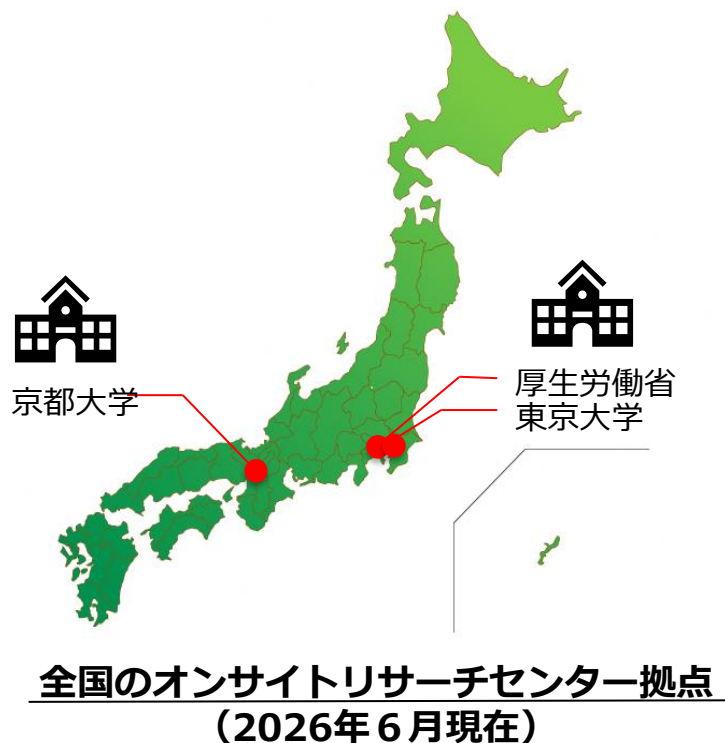 京都大学
厚生労働省
東京大学
全国のオンサイトリサーチセンター拠点
（2026年６月現在）